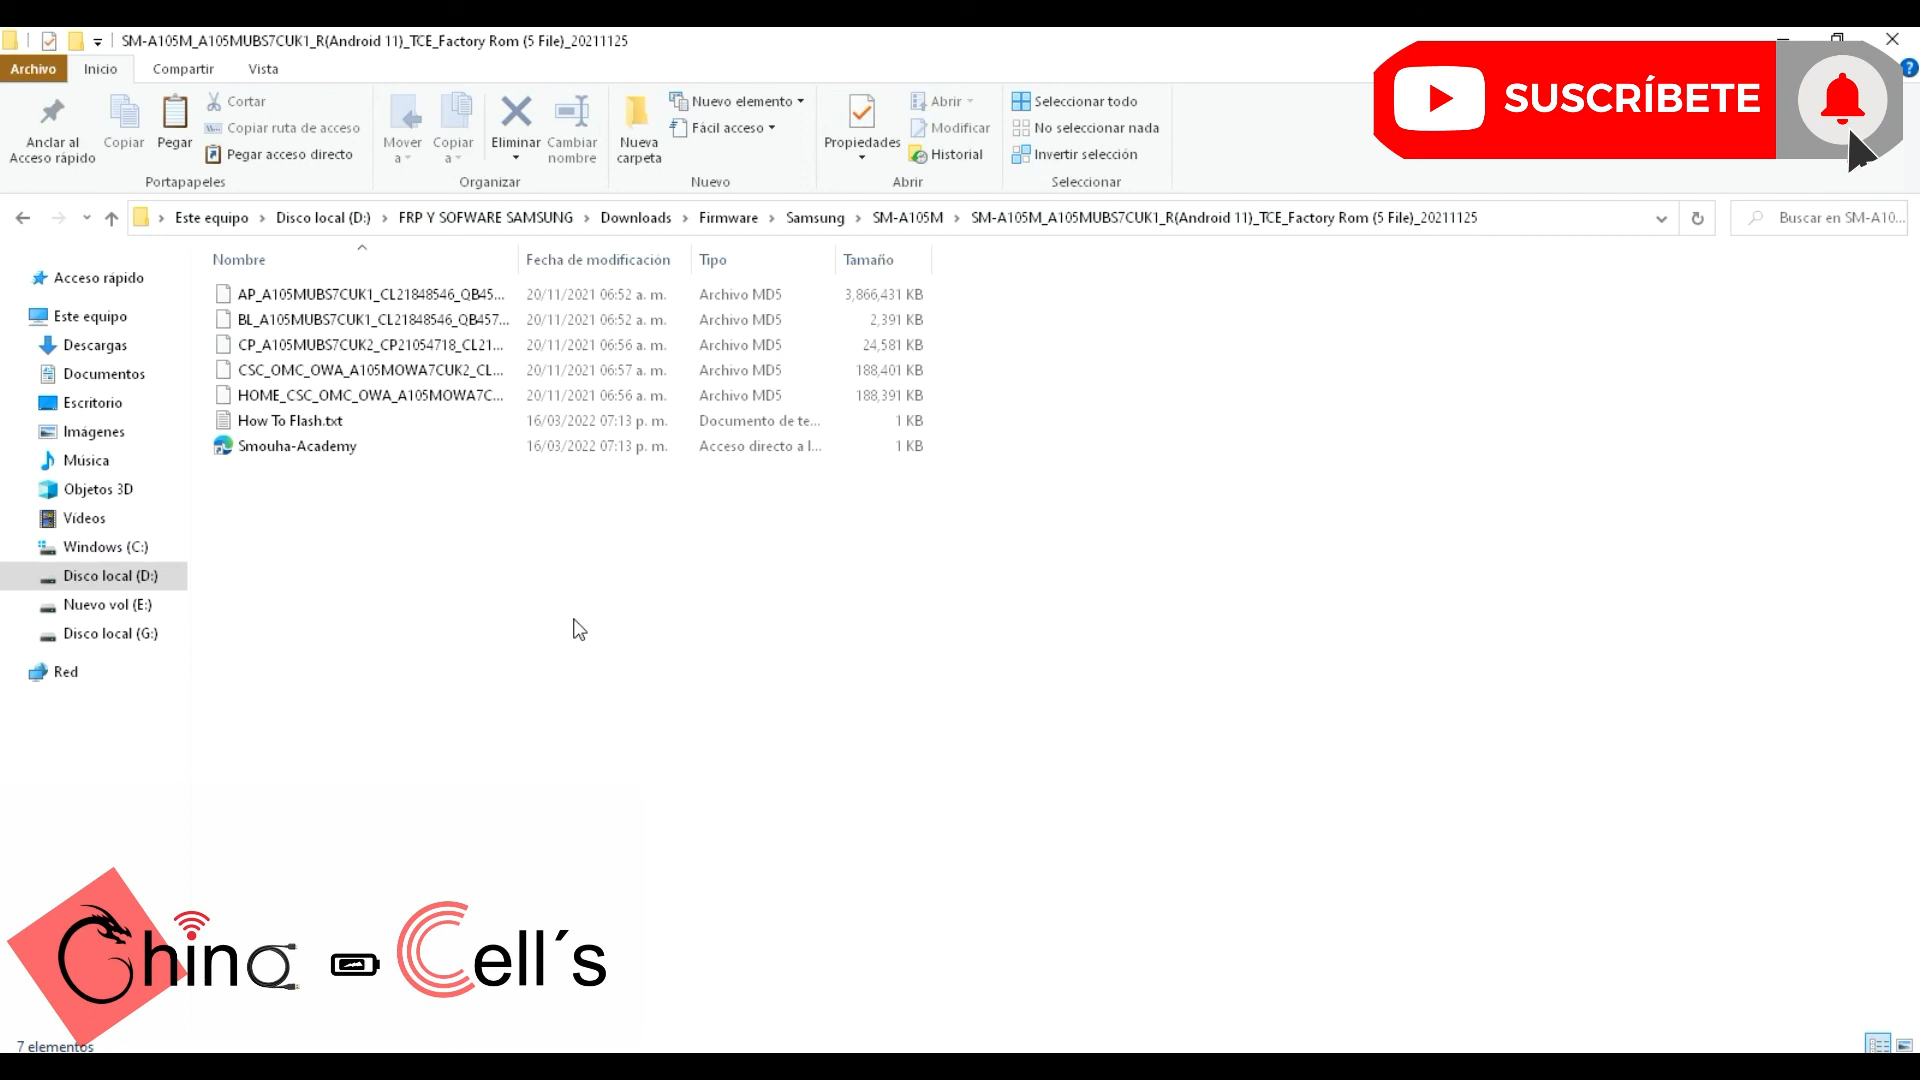 SM-A105M_A105MUBS7CUK1_R(Android 11)_TCE_Factory Rom (5 File)_20211125
Archivo Inicio Compartir Vista
Anclar al Acceso rápido
Copiar
Pegar
Cortar
Copiar ruta de acceso
Pegar acceso directo
Portapapeles
Mover a
Copiar a
Eliminar
Cambiar nombre
Organizar
Nueva carpeta
Nuevo elemento
Fácil acceso
Nuevo
Propiedades
Abrir
Modificar
Historial
Abrir
Seleccionar todo
No seleccionar nada
Invertir selección
Seleccionar
SUSCRÍBETE
?
Este equipo > Disco local (D:) > FRP Y SOFWARE SAMSUNG > Downloads > Firmware > Samsung > SM-A105M > SM-A105M_A105MUBS7CUK1_R(Android 11)_TCE_Factory Rom (5 File)_20211125
Buscar en SM-A10...
Nombre Fecha de modificación Tipo Tamaño
AP_A105MUBS7CUK1_CL21848546_QB45... 20/11/2021 06:52 a. m. Archivo MD5 3,866,431 KB
BL_A105MUBS7CUK1_CL21848546_QB457... 20/11/2021 06:52 a. m. Archivo MD5 2,391 KB
CP_A105MUBS7CUK2_CP21054718_CL21... 20/11/2021 06:56 a. m. Archivo MD5 24,581 KB
CSC_OMC_OWA_A105MOWA7CUK2_CL... 20/11/2021 06:57 a. m. Archivo MD5 188,401 KB
HOME_CSC_OMC_OWA_A105MOWA7C... 20/11/2021 06:56 a. m. Archivo MD5 188,391 KB
How To Flash.txt 16/03/2022 07:13 p. m. Documento de te... 1 KB
Smouha-Academy 16/03/2022 07:13 p. m. Acceso directo a l... 1 KB
Acceso rápido
Este equipo
Descargas
Documentos
Escritorio
Imágenes
Música
Objetos 3D
Vídeos
Windows (C:)
Disco local (D:)
Nuevo vol (E:)
Disco local (G:)
Red
China - Cell´s
7 elementos